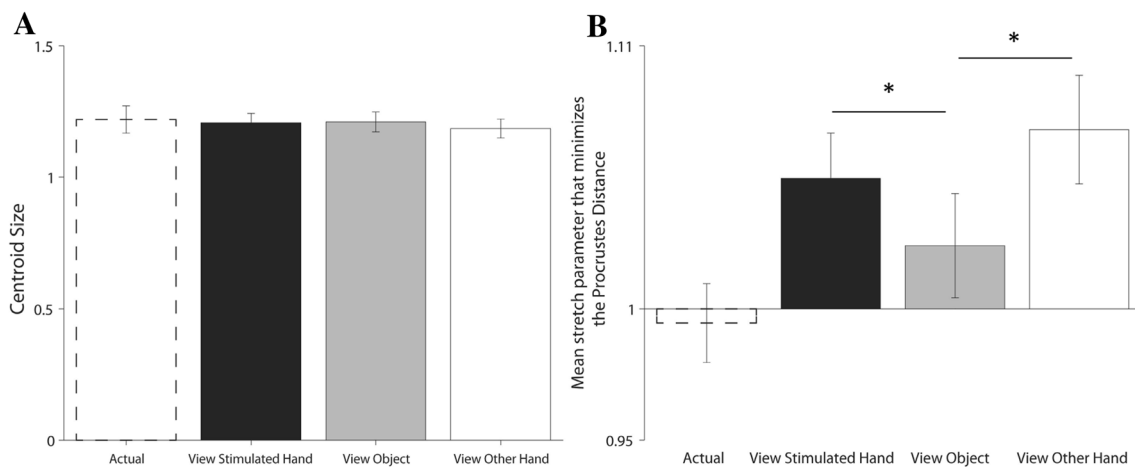 A
1.5
1
0.5
0
Centroid Size
Actual
View Stimulated Hand
View Object
View Other Hand
B
1.11
1
0.95
Mean stretch parameter that minimizes
the Procrustes Distance
*
*
Actual
View Stimulated Hand
View Object
View Other Hand